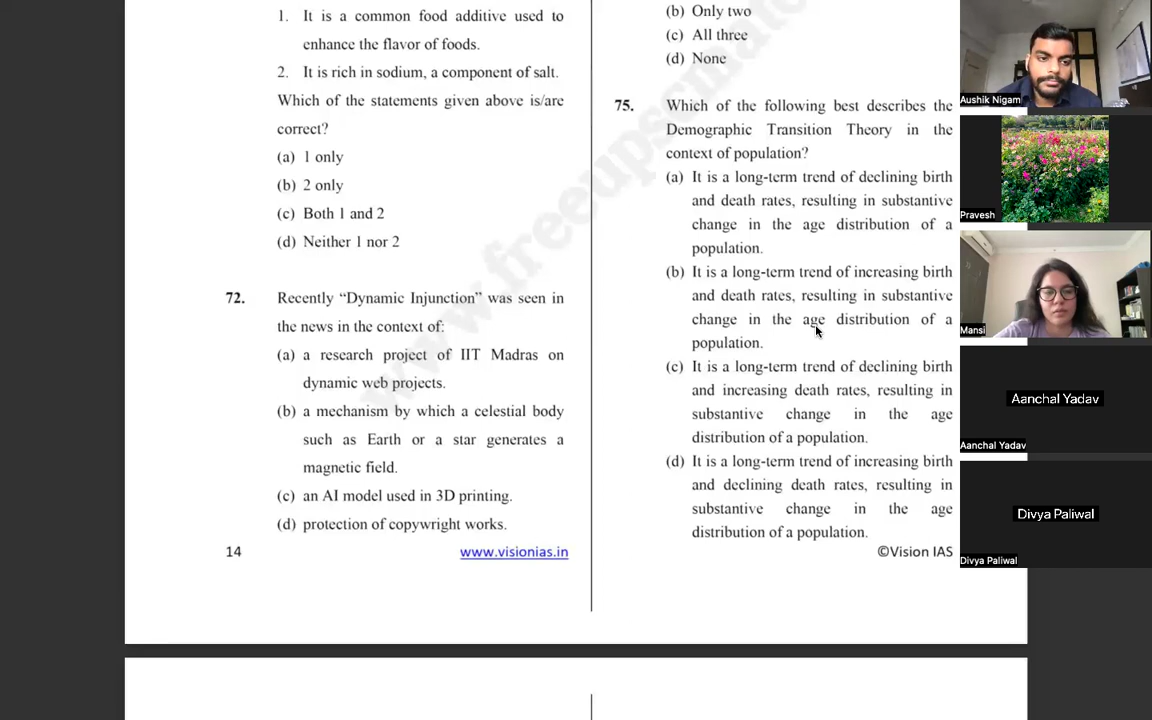 1. It is a common food additive used to
enhance the flavor of foods.
2. It is rich in sodium, a component of salt.
Which of the statements given above is/are
correct?
(a) 1 only
(b) 2 only
(c) Both 1 and 2
(d) Neither 1 nor 2
72. Recently “Dynamic Injunction” was seen in
the news in the context of:
(a) a research project of IIT Madras on
dynamic web projects.
(b) a mechanism by which a celestial body
such as Earth or a star generates a
magnetic field.
(c) an AI model used in 3D printing.
(d) protection of copywright works.
14
www.visionias.in
(b) Only two
(c) All three
(d) None
75. Which of the following best describes the
Demographic Transition Theory in the
context of population?
(a) It is a long-term trend of declining birth
and death rates, resulting in substantive
change in the age distribution of a
population.
(b) It is a long-term trend of increasing birth
and death rates, resulting in substantive
change in the age distribution of a
population.
(c) It is a long-term trend of declining birth
and increasing death rates, resulting in
substantive change in the age
distribution of a population.
(d) It is a long-term trend of increasing birth
and declining death rates, resulting in
substantive change in the age
distribution of a population.
©Vision IAS
Aushik Nigam
Pravesh
Mansi
Aanchal Yadav
Aanchal Yadav
Divya Paliwal
Divya Paliwal